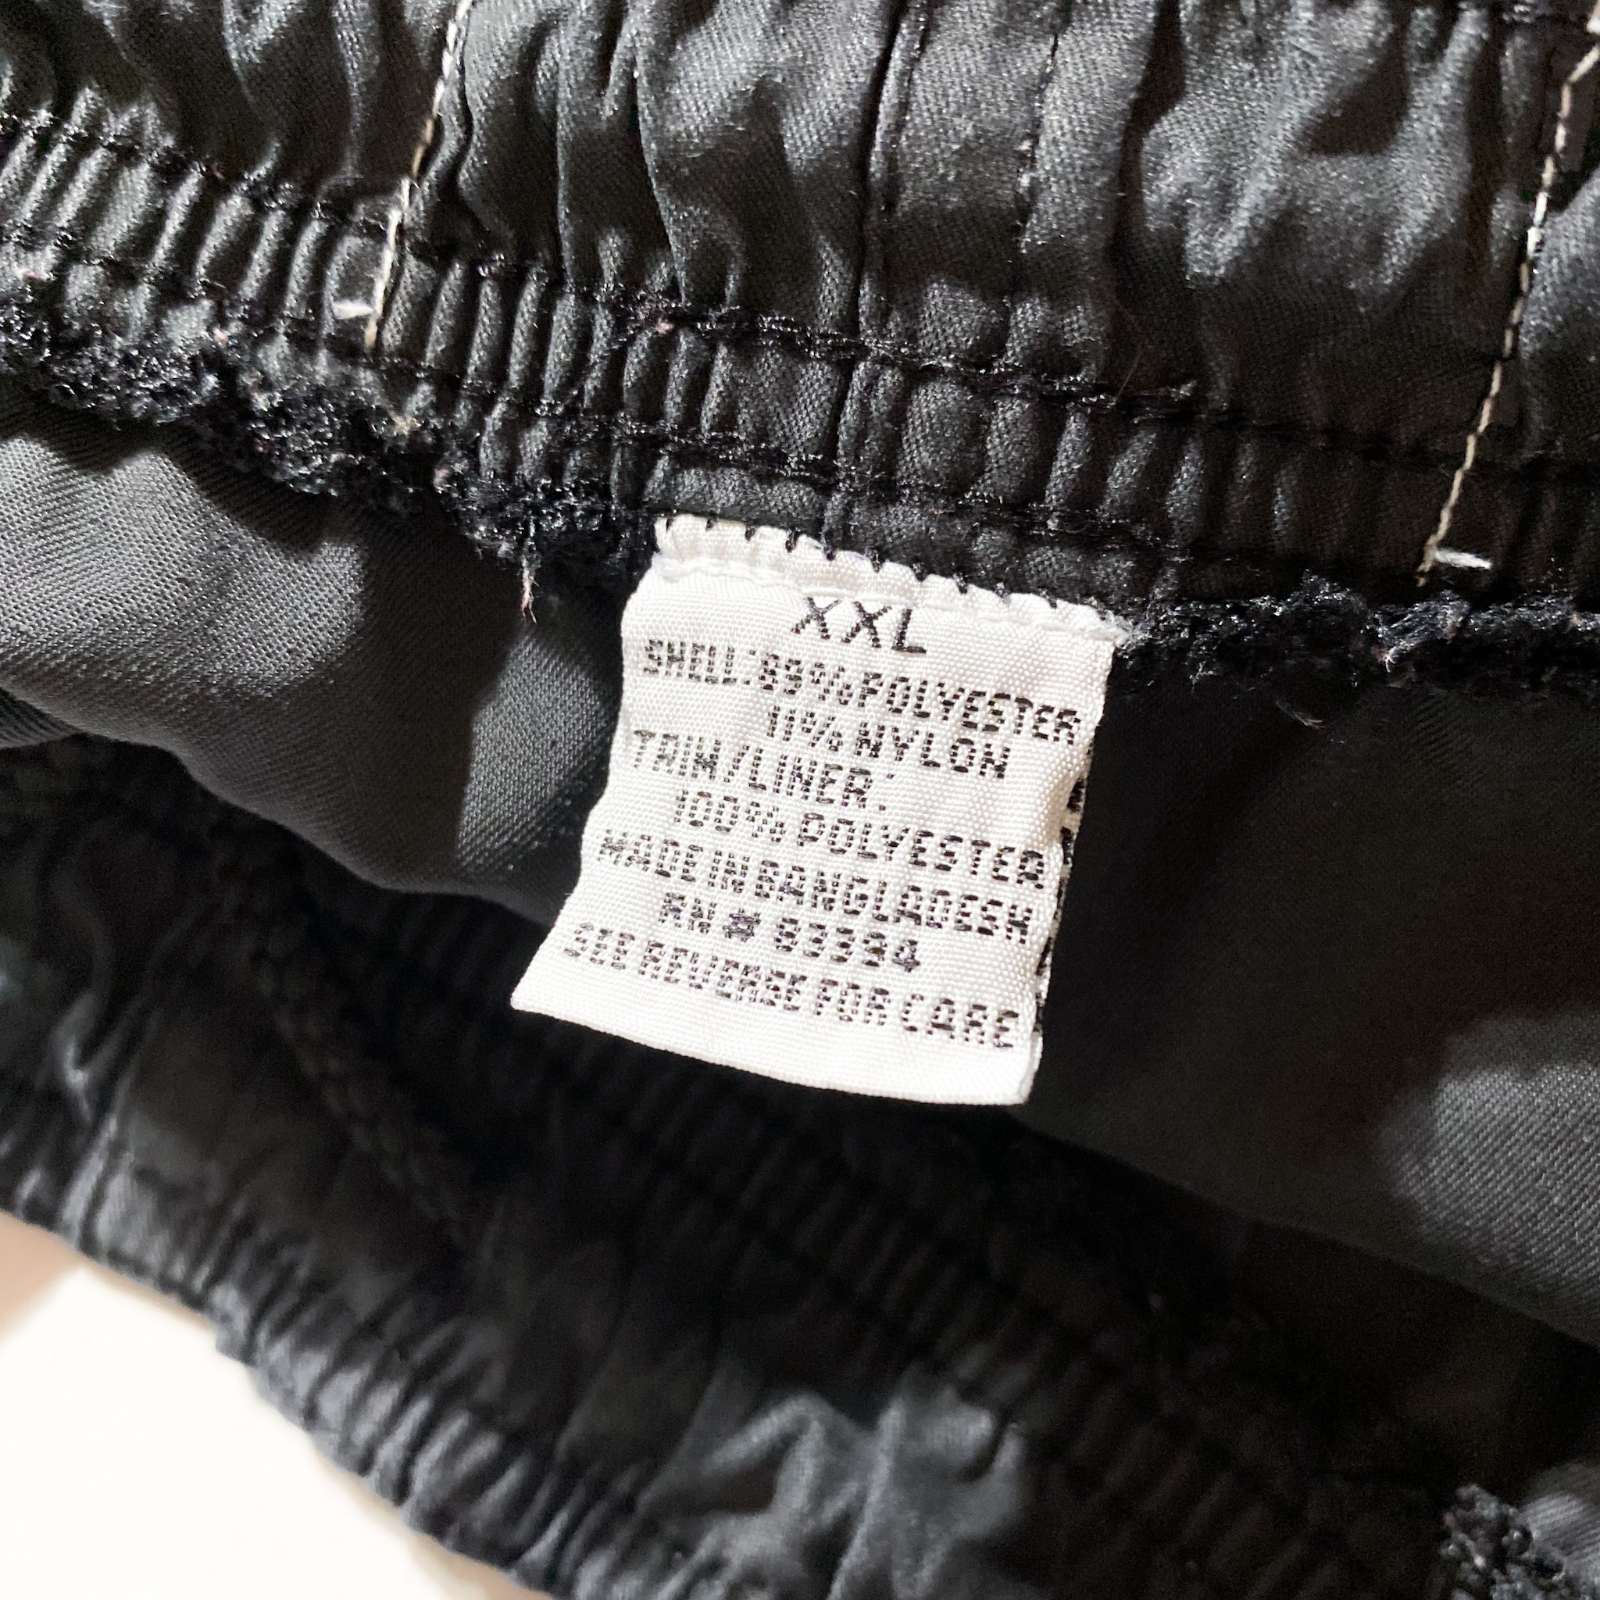 XXL
SHELL: 89% POLYESTER
11% NYLON
TRIM/LINER:
100% POLYESTER
MADE IN BANGLADESH
RN # 83394
SEE REVERSE FOR CARE